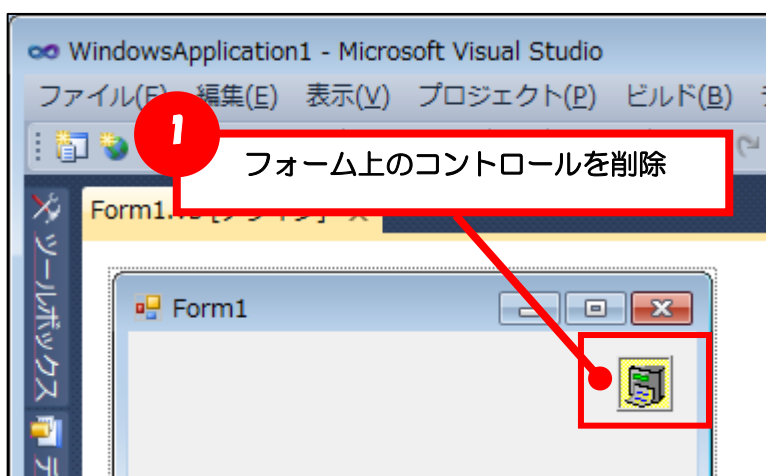 WindowsApplication1 - Microsoft Visual Studio
ファイル(F) 編集(E) 表示(V) プロジェクト(P) ビルド(B)
1
フォーム上のコントロールを削除
Form1.
ツールボックス
Form1